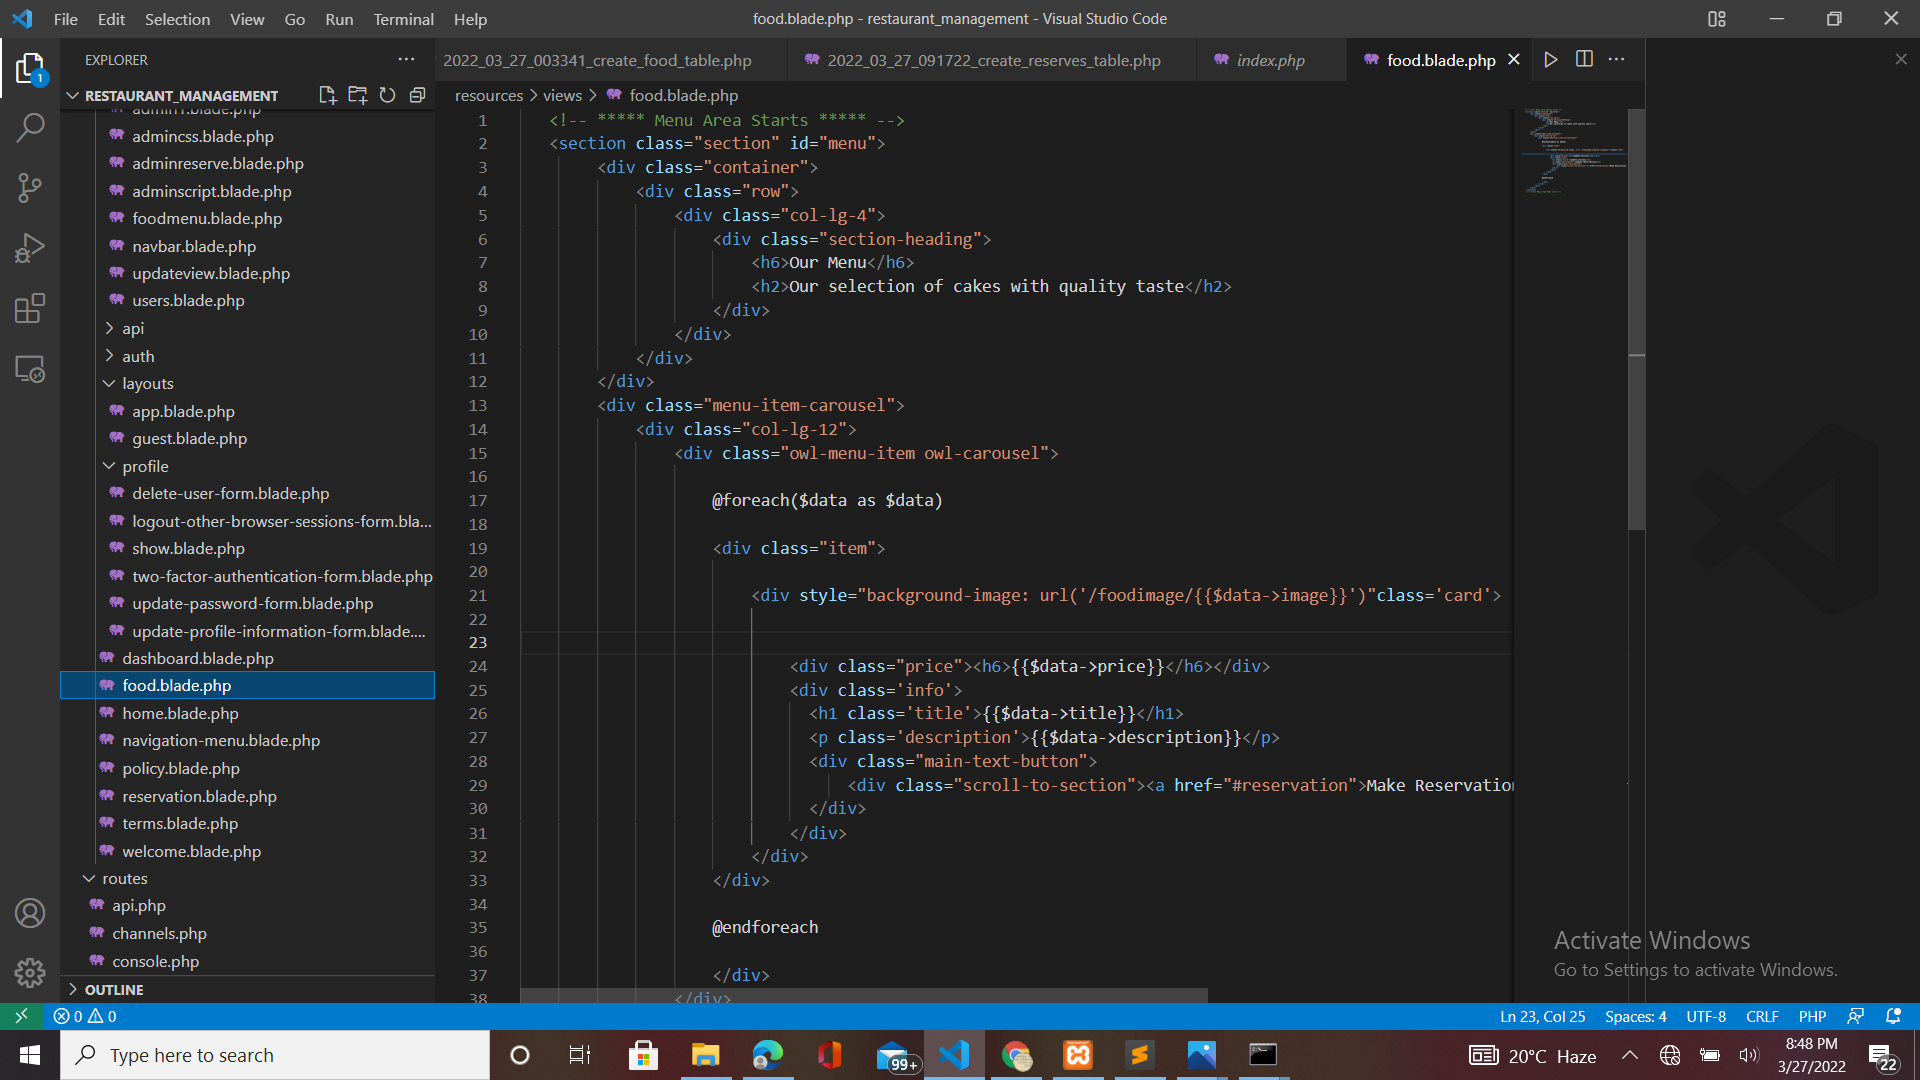 File Edit Selection View Go Run Terminal Help
food.blade.php - restaurant_management - Visual Studio Code
EXPLORER
RESTAURANT_MANAGEMENT
admincss.blade.php
adminreserve.blade.php
adminscript.blade.php
foodmenu.blade.php
navbar.blade.php
updateview.blade.php
users.blade.php
api
auth
layouts
app.blade.php
guest.blade.php
profile
delete-user-form.blade.php
logout-other-browser-sessions-form.bla...
show.blade.php
two-factor-authentication-form.blade.php
update-password-form.blade.php
update-profile-information-form.blade....
dashboard.blade.php
food.blade.php
home.blade.php
navigation-menu.blade.php
policy.blade.php
reservation.blade.php
terms.blade.php
welcome.blade.php
routes
api.php
channels.php
console.php
OUTLINE
1
2022_03_27_003341_create_food_table.php
2022_03_27_091722_create_reserves_table.php
index.php
food.blade.php
resources > views > food.blade.php
1 <!-- ***** Menu Area Starts ***** -->
2 <section class="section" id="menu">
3 <div class="container">
4 <div class="row">
5 <div class="col-lg-4">
6 <div class="section-heading">
7 <h6>Our Menu</h6>
8 <h2>Our selection of cakes with quality taste</h2>
9 </div>
10 </div>
11 </div>
12 </div>
13 <div class="menu-item-carousel">
14 <div class="col-lg-12">
15 <div class="owl-menu-item owl-carousel">
16
17 @foreach($data as $data)
18
19 <div class="item">
20
21 <div style="background-image: url('/foodimage/{{$data->image}}')"class='card'>
22
23
24 <div class="price"><h6>{{$data->price}}</h6></div>
25 <div class='info'>
26 <h1 class='title'>{{$data->title}}</h1>
27 <p class='description'>{{$data->description}}</p>
28 <div class="main-text-button">
29 <div class="scroll-to-section"><a href="#reservation">Make Reservation
30 </div>
31 </div>
32 </div>
33 </div>
34
35 @endforeach
36
37 </div>
38 </div>
Activate Windows
Go to Settings to activate Windows.
0 0
Ln 23, Col 25 Spaces: 4 UTF-8 CRLF PHP
Type here to search
99+
20°C Haze
8:48 PM
3/27/2022
22